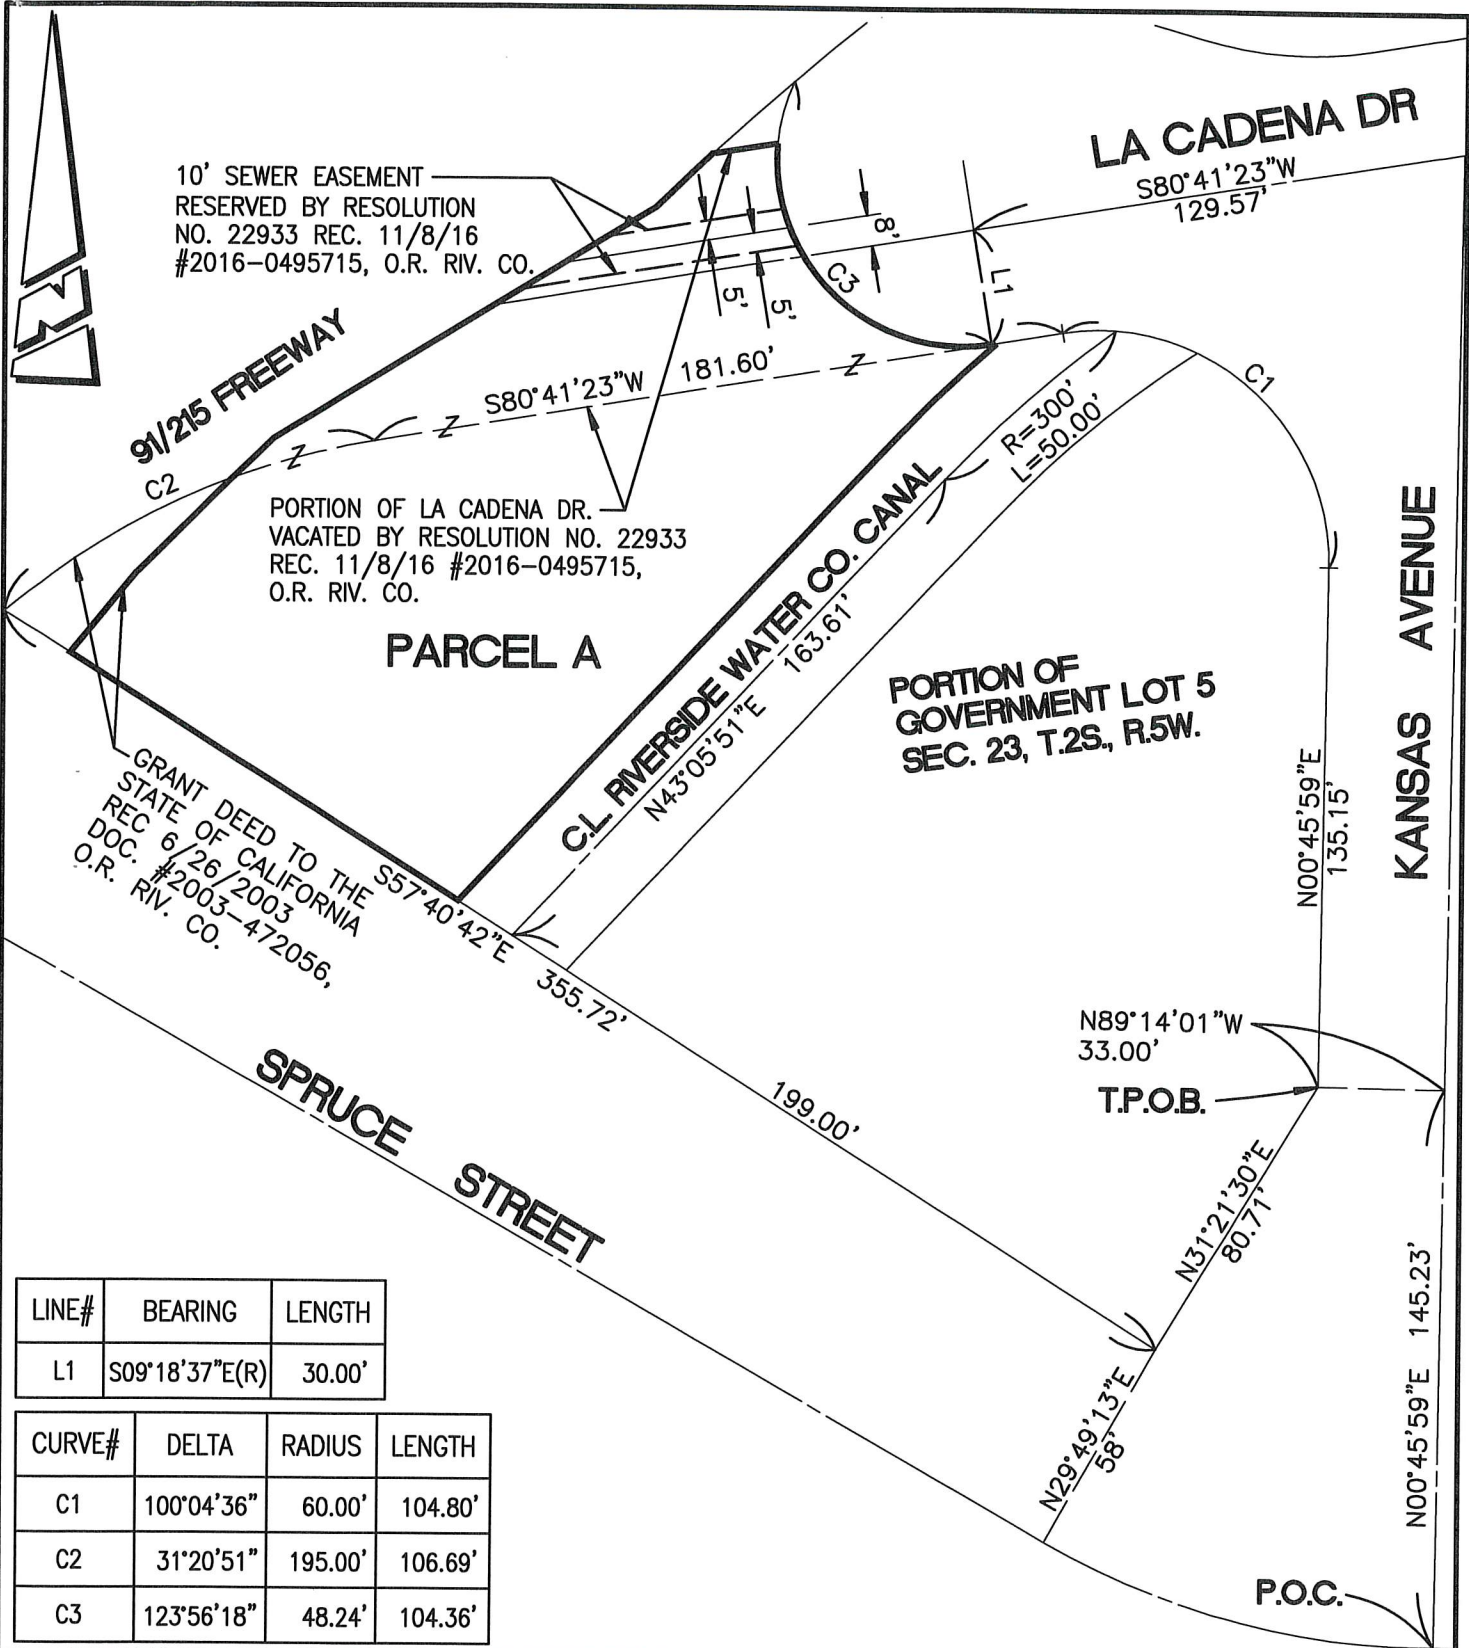 LA CADENA DR
S80°41'23"W
129.57'
10' SEWER EASEMENT
RESERVED BY RESOLUTION
NO. 22933 REC. 11/8/16
#2016-0495715, O.R. RIV. CO.
8'
5'
5'
C3
L1
N
91/215 FREEWAY
S80°41'23"W 181.60'
Z
Z
Z
C1
C2
R=300'
L=50.00'
PORTION OF LA CADENA DR.
VACATED BY RESOLUTION NO. 22933
REC. 11/8/16 #2016-0495715,
O.R. RIV. CO.
PARCEL A
C.L. RIVERSIDE WATER CO. CANAL
N43°05'51"E 163.61'
PORTION OF
GOVERNMENT LOT 5
SEC. 23, T.2S., R.5W.
KANSAS AVENUE
N00°45'59"E
135.15'
GRANT DEED TO THE
STATE OF CALIFORNIA
REC 6/26/2003
DOC. #2003-472056,
O.R. RIV. CO.
S57°40'42"E 355.72'
199.00'
N89°14'01"W
33.00'
T.P.O.B.
SPRUCE STREET
N31°21'30"E
80.71'
N29°49'13"E
58'
N00°45'59"E 145.23'
P.O.C.
LINE# BEARING LENGTH
L1 S09°18'37"E(R) 30.00'
CURVE# DELTA RADIUS LENGTH
C1 100°04'36" 60.00' 104.80'
C2 31°20'51" 195.00' 106.69'
C3 123°56'18" 48.24' 104.36'